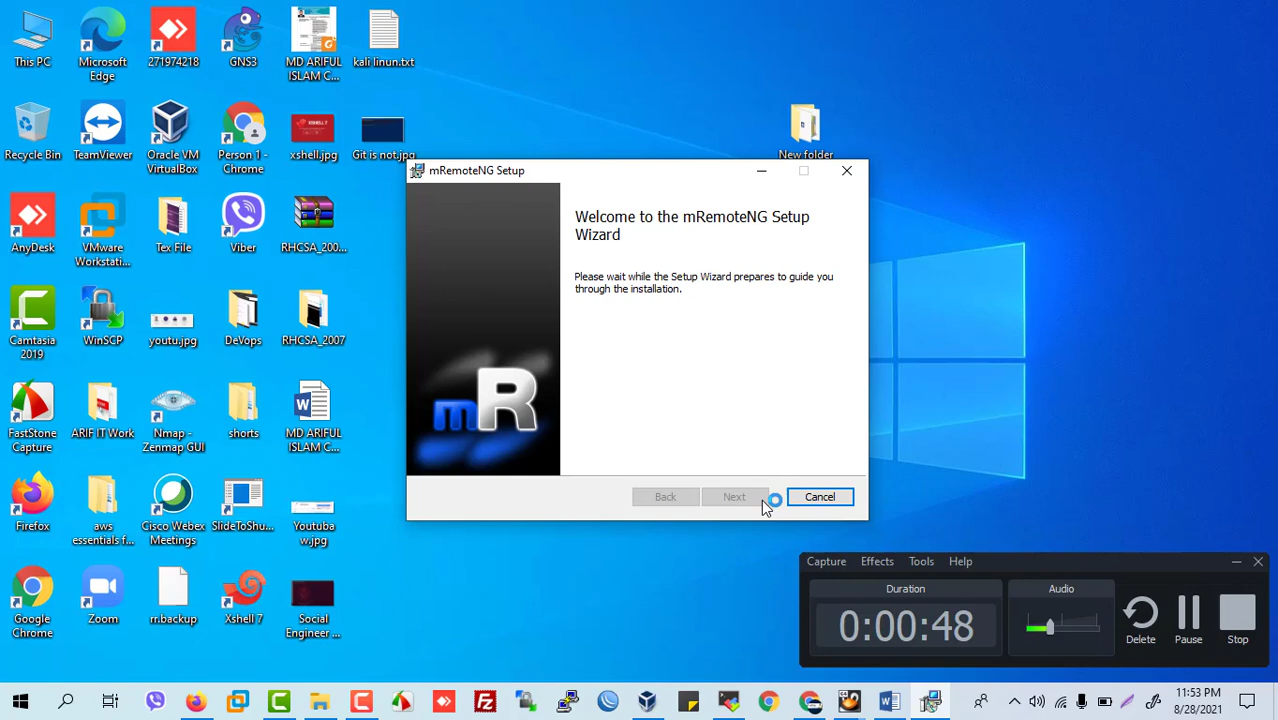 This PC
Microsoft
Edge
271974218
GNS3
MD ARIFUL
ISLAM C...
kali linun.txt
Recycle Bin
TeamViewer
Oracle VM
VirtualBox
Person 1 -
Chrome
XSHELL 7
xshell.jpg
Git is not.jpg
New folder
AnyDesk
VMware
Workstati...
Tex File
Viber
RHCSA_200...
Camtasia
2019
WinSCP
youtu.jpg
DeVops
RHCSA_2007
FastStone
Capture
ARIF IT Work
Nmap -
Zenmap GUI
shorts
MD ARIFUL
ISLAM C...
Firefox
aws
essentials f...
Cisco Webex
Meetings
SlideToShu...
Youtuba
w.jpg
Google
Chrome
Zoom
rr.backup
Xshell 7
Social
Engineer ...
mRemoteNG Setup
Welcome to the mRemoteNG Setup
Wizard
Please wait while the Setup Wizard prepares to guide you
through the installation.
mR
Back
Next
Cancel
Capture
Effects
Tools
Help
Duration
0:00:48
Audio
Delete
Pause
Stop
11:53 PM
8/28/2021